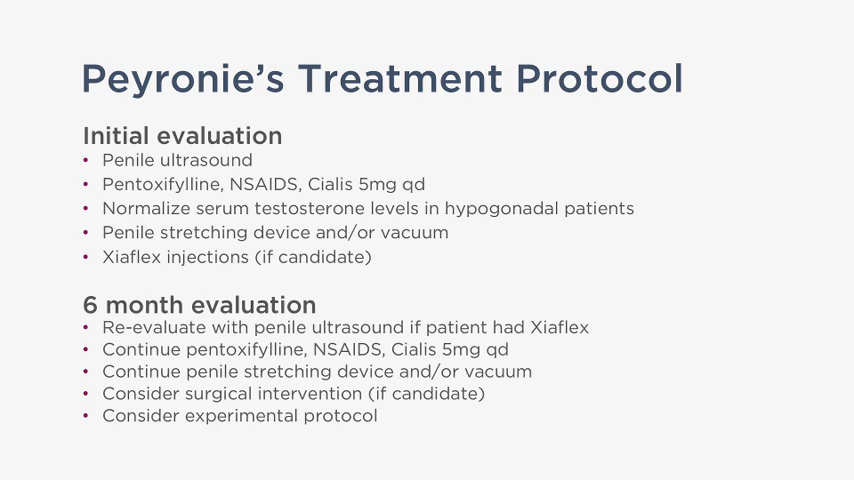 Peyronie’s Treatment Protocol
Initial evaluation
• Penile ultrasound
• Pentoxifylline, NSAIDS, Cialis 5mg qd
• Normalize serum testosterone levels in hypogonadal patients
• Penile stretching device and/or vacuum
• Xiaflex injections (if candidate)
6 month evaluation
• Re-evaluate with penile ultrasound if patient had Xiaflex
• Continue pentoxifylline, NSAIDS, Cialis 5mg qd
• Continue penile stretching device and/or vacuum
• Consider surgical intervention (if candidate)
• Consider experimental protocol